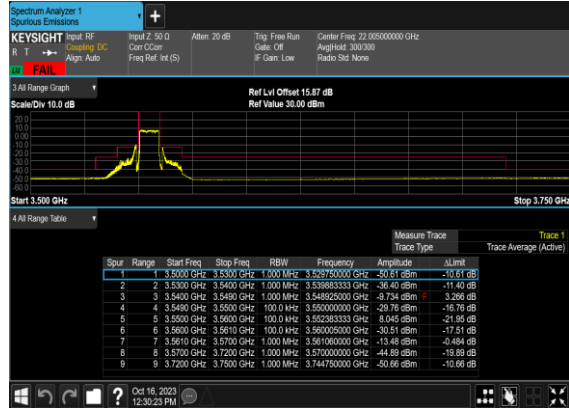 Spectrum Analyzer 1
Spurious Emissions
+
KEYSIGHT Input: RF Input Z: 50 Ω Atten: 20 dB Trig: Free Run Center Freq: 22.005000000 GHz
R T Coupling: DC Corr CCorr Gate: Off Avg|Hold: 300/300
Align: Auto Freq Ref: Int (S) IF Gain: Low Radio Std: None
FAIL
3 All Range Graph
Ref Lvl Offset 15.87 dB
Scale/Div 10.0 dB Ref Value 30.00 dBm
20.0
10.0
0.00
-10.0
-20.0
-30.0
-40.0
-50.0
-60.0
Start 3.500 GHz Stop 3.750 GHz
4 All Range Table
Measure Trace Trace 1
Trace Type Trace Average (Active)
Spur Range Start Freq Stop Freq RBW Frequency Amplitude ΔLimit
1 1 3.5000 GHz 3.5300 GHz 1.000 MHz 3.529750000 GHz -50.61 dBm -10.61 dB
2 2 3.5300 GHz 3.5400 GHz 1.000 MHz 3.539883333 GHz -36.40 dBm -11.40 dB
3 3 3.5400 GHz 3.5490 GHz 1.000 MHz 3.548925000 GHz -9.734 dBm F 3.266 dB
4 4 3.5490 GHz 3.5500 GHz 100.0 kHz 3.550000000 GHz -29.76 dBm -16.76 dB
5 5 3.5500 GHz 3.5600 GHz 100.0 kHz 3.552383333 GHz 8.045 dBm -21.95 dB
6 6 3.5600 GHz 3.5610 GHz 100.0 kHz 3.560005000 GHz -30.51 dBm -17.51 dB
7 7 3.5610 GHz 3.5700 GHz 1.000 MHz 3.561060000 GHz -13.48 dBm -0.484 dB
8 8 3.5700 GHz 3.7200 GHz 1.000 MHz 3.570000000 GHz -44.89 dBm -19.89 dB
9 9 3.7200 GHz 3.7500 GHz 1.000 MHz 3.744750000 GHz -50.66 dBm -10.66 dB
? Oct 16, 2023
12:30:23 PM